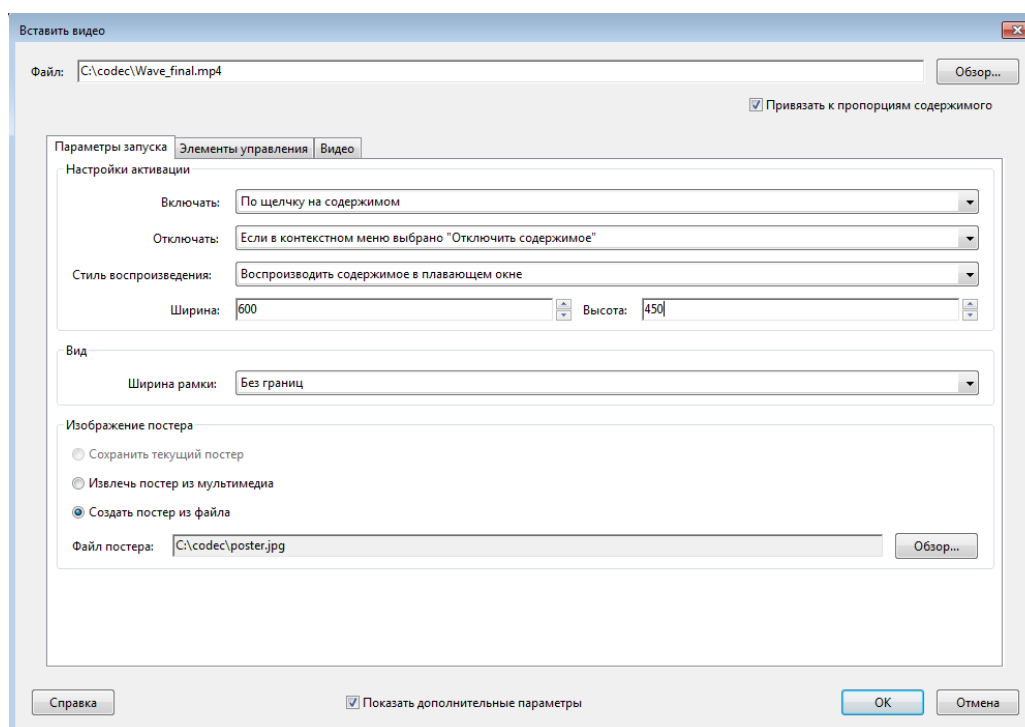 Вставить видео
Файл: C:\codec\Wave_final.mp4 Обзор...
Привязать к пропорциям содержимого
Параметры запуска Элементы управления Видео
Настройки активации
Включать: По щелчку на содержимом
Отключать: Если в контекстном меню выбрано "Отключить содержимое"
Стиль воспроизведения: Воспроизводить содержимое в плавающем окне
Ширина: 600 Высота: 450
Вид
Ширина рамки: Без границ
Изображение постера
Сохранить текущий постер
Извлечь постер из мультимедиа
Создать постер из файла
Файл постера: C:\codec\poster.jpg Обзор...
Справка Показать дополнительные параметры OK Отмена